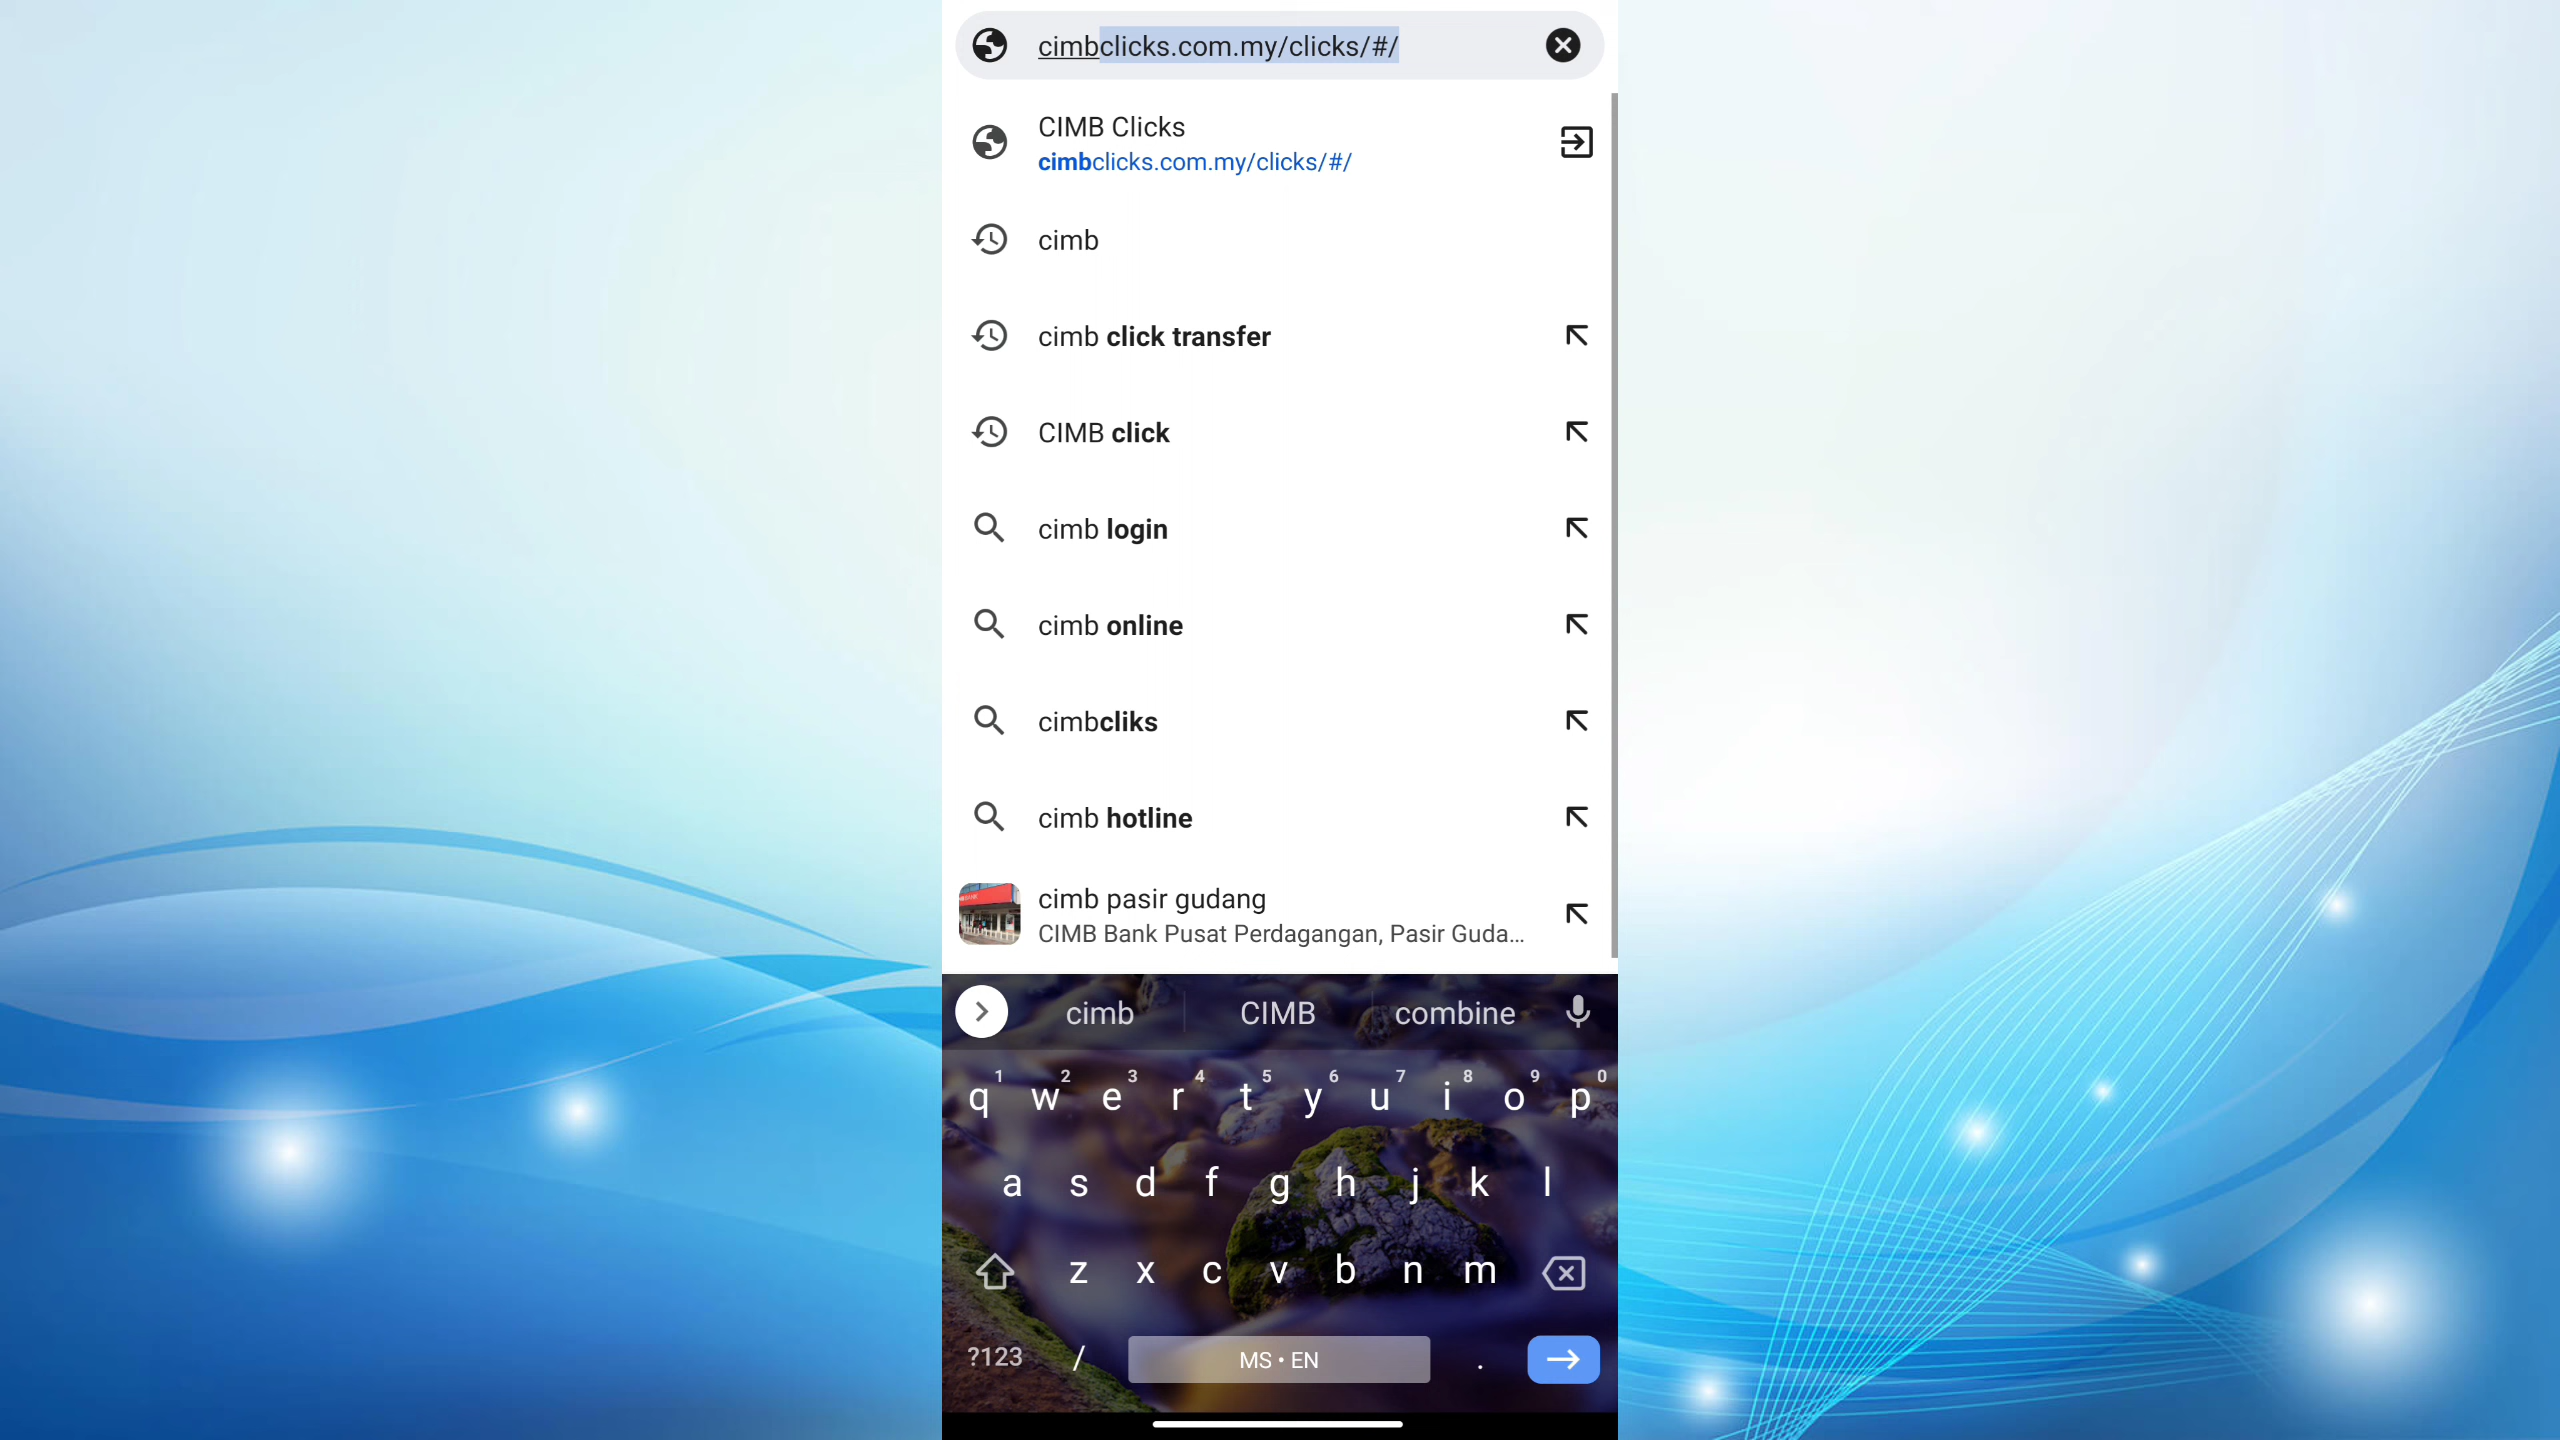 cimbclicks.com.my/clicks/#/
CIMB Clicks
cimbclicks.com.my/clicks/#/
cimb
cimb click transfer
CIMB click
cimb login
cimb online
cimbcliks
cimb hotline
cimb pasir gudang
CIMB Bank Pusat Perdagangan, Pasir Guda...
cimb CIMB combine
1 2 3 4 5 6 7 8 9 0
q w e r t y u i o p
a s d f g h j k l
z x c v b n m
?123 / MS • EN .